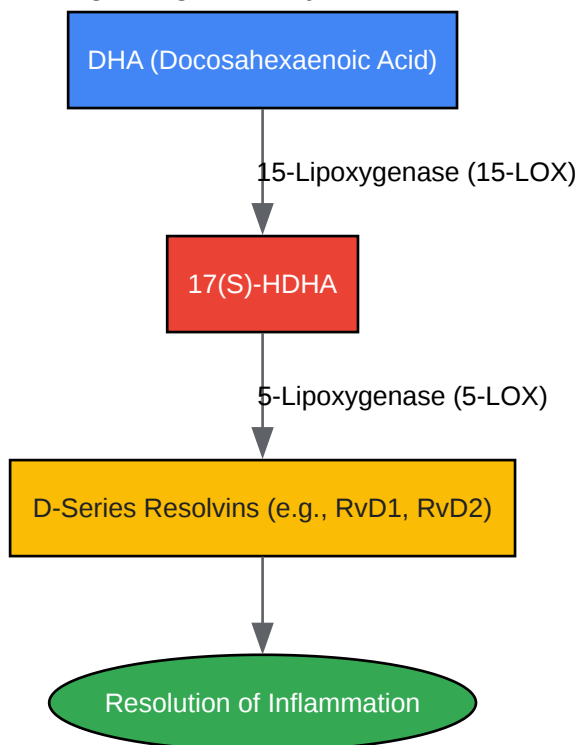 DHA (Docosahexaenoic Acid)
15-Lipoxygenase (15-LOX)
17(S)-HDHA
5-Lipoxygenase (5-LOX)
D-Series Resolvins (e.g., RvD1, RvD2)
Resolution of Inflammation